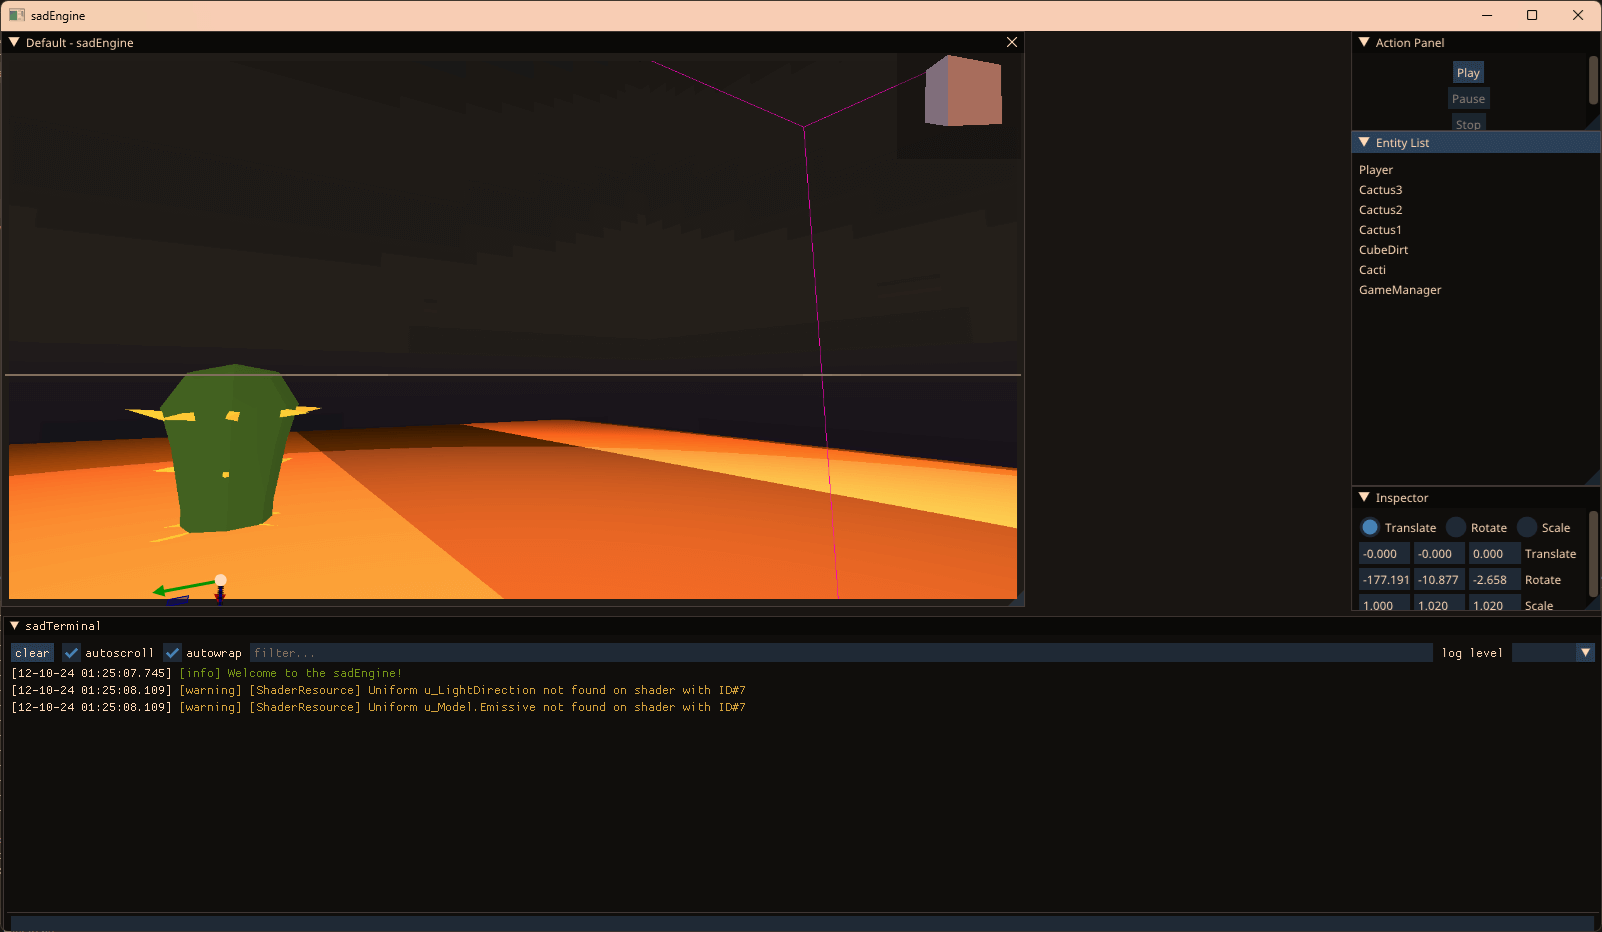 sadEngine
Default - sadEngine
Action Panel
Play
Pause
Stop
Entity List
Player
Cactus3
Cactus2
Cactus1
CubeDirt
Cacti
GameManager
Inspector
Translate Rotate Scale
-0.000 -0.000 0.000 Translate
-177.191 -10.877 -2.658 Rotate
1.000 1.020 1.020 Scale
sadTerminal
clear autoscroll autowrap filter... log level
[12-10-24 01:25:07.745] [info] Welcome to the sadEngine!
[12-10-24 01:25:08.109] [warning] [ShaderResource] Uniform u_LightDirection not found on shader with ID#7
[12-10-24 01:25:08.109] [warning] [ShaderResource] Uniform u_Model.Emissive not found on shader with ID#7